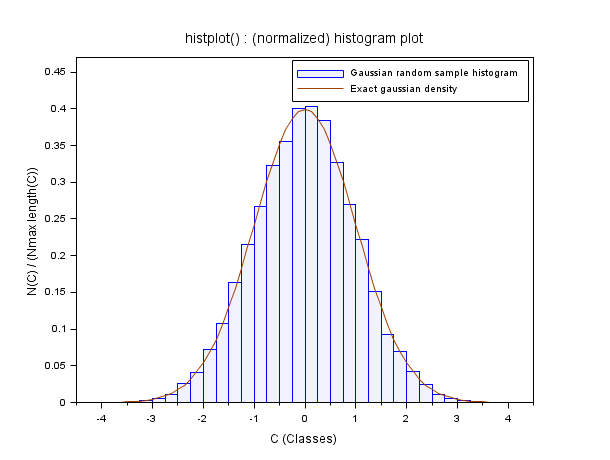 histplot() : (normalized) histogram plot
Gaussian random sample histogram
Exact gaussian density
0.45
0.4
0.35
0.3
0.25
0.2
0.15
0.1
0.05
0
N(C) / (Nmax length(C))
-4 -3 -2 -1 0 1 2 3 4
C (Classes)